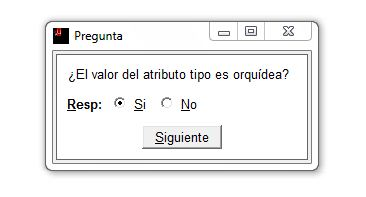 Pregunta
¿El valor del atributo tipo es orquídea?
Resp: Si No
Siguiente